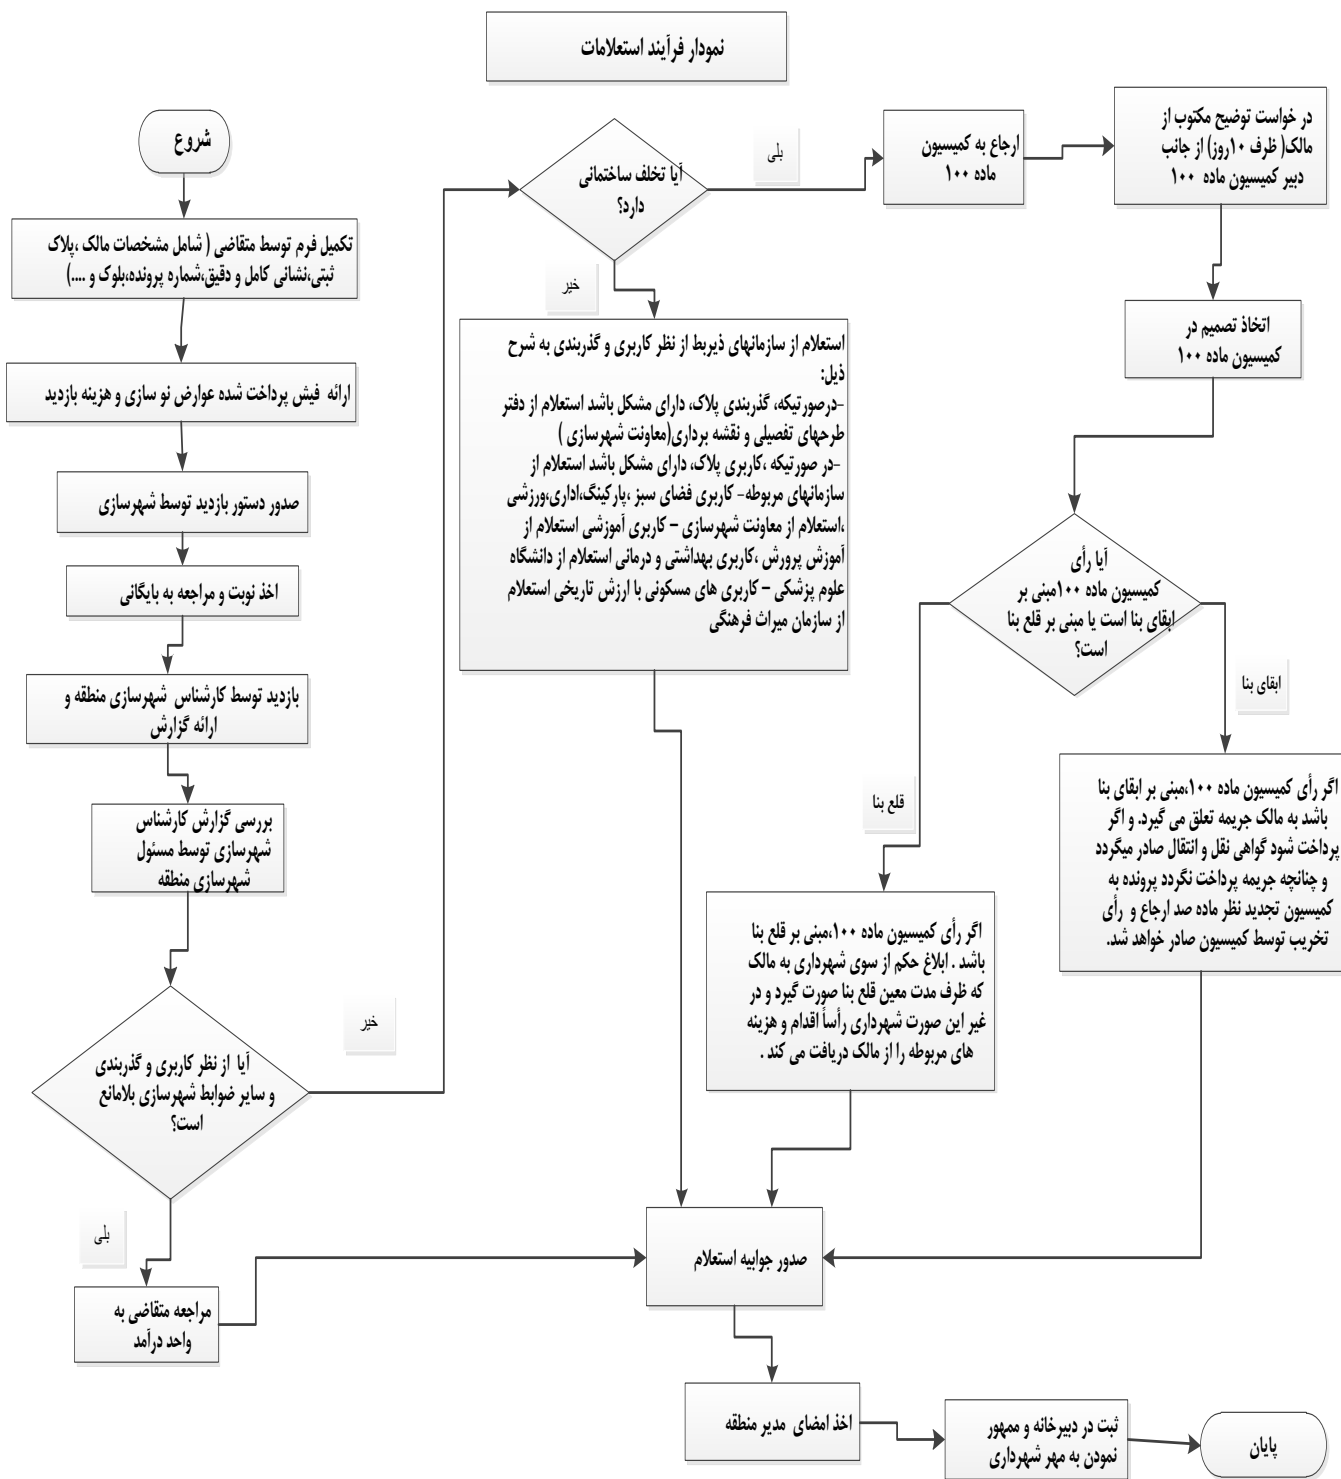 نمودار فرآیند استعلامات
شروع
تکمیل فرم توسط متقاضی ( شامل مشخصات مالک ،پلاک
ثبتی،نشانی کامل و دقیق،شماره پرونده،بلوک و ....)
ارائه فیش پرداخت شده عوارض نو سازی و هزینه بازدید
صدور دستور بازدید توسط شهرسازی
اخذ نوبت و مراجعه به بایگانی
بازدید توسط کارشناس شهرسازی منطقه و
ارائه گزارش
بررسی گزارش کارشناس
شهرسازی توسط مسئول
شهرسازی منطقه
آیا از نظر کاربری و گذربندی
و سایر ضوابط شهرسازی بلامانع
است؟
خیر
بلی
مراجعه متقاضی به
واحد درآمد
آیا تخلف ساختمانی
دارد؟
بلی
خیر
استعلام از سازمانهای ذیربط از نظر کاربری و گذربندی به شرح
ذیل:
-درصورتیکه، گذربندی پلاک، دارای مشکل باشد استعلام از دفتر
طرحهای تفصیلی و نقشه برداری(معاونت شهرسازی )
-در صورتیکه ،کاربری پلاک، دارای مشکل باشد استعلام از
سازمانهای مربوطه- کاربری فضای سبز ،پارکینگ،اداری،ورزشی
،استعلام از معاونت شهرسازی – کاربری آموزشی استعلام از
آموزش پرورش ،کاربری بهداشتی و درمانی استعلام از دانشگاه
علوم پزشکی – کاربری های مسکونی با ارزش تاریخی استعلام
از سازمان میراث فرهنگی
ارجاع به کمیسیون
ماده ۱۰۰
در خواست توضیح مکتوب از
مالک( ظرف ۱۰روز) از جانب
دبیر کمیسیون ماده ۱۰۰
اتخاذ تصمیم در
کمیسیون ماده ۱۰۰
آیا رأی
کمیسیون ماده ۱۰۰مبنی بر
ابقای بنا است یا مبنی بر قلع بنا
است؟
ابقای بنا
قلع بنا
اگر رأی کمیسیون ماده ۱۰۰،مبنی بر ابقای بنا
باشد به مالک جریمه تعلق می گیرد. و اگر
پرداخت شود گواهی نقل و انتقال صادر میگردد
و چنانچه جریمه پرداخت نگردد پرونده به
کمیسیون تجدید نظر ماده صد ارجاع و رأی
تخریب توسط کمیسیون صادر خواهد شد.
اگر رأی کمیسیون ماده ۱۰۰،مبنی بر قلع بنا
باشد . ابلاغ حکم از سوی شهرداری به مالک
که ظرف مدت معین قلع بنا صورت گیرد و در
غیر این صورت شهرداری رأساً اقدام و هزینه
های مربوطه را از مالک دریافت می کند .
صدور جوابیه استعلام
اخذ امضای مدیر منطقه
ثبت در دبیرخانه و ممهور
نمودن به مهر شهرداری
پایان